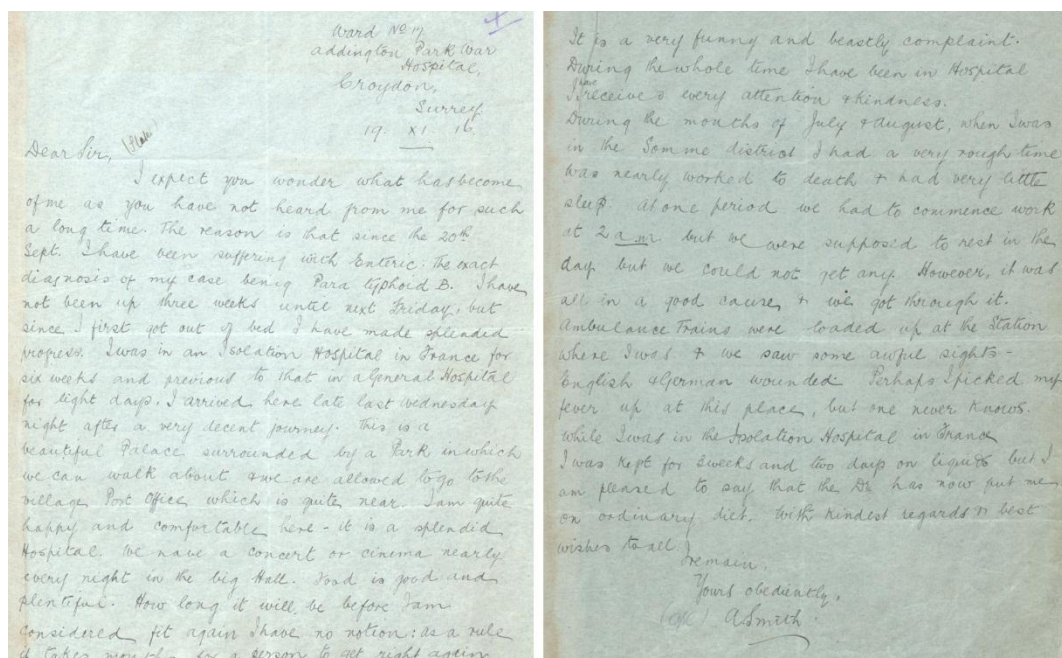 Ward No 17
Addington Park War
Hospital,
Croydon,
Surrey
19. XI 16.
Dear Sir,
I expect you wonder what has become
of me as you have not heard from me for such
a long time. The reason is that since the 20th
Sept. I have been suffering with Enteric: the exact
diagnosis of my case being Para typhoid B. I have
not been up three weeks until next Friday, but
since I first got out of bed I have made splendid
progress. I was in an Isolation Hospital in France for
six weeks and previous to that in a General Hospital
for eight days. I arrived here late last wednesday
night after a very decent journey. This is a
beautiful Palace surrounded by a Park in which
we can walk about & we are allowed to go to the
village Post Office which is quite near. I am quite
happy and comfortable here - it is a splendid
Hospital. We have a concert or cinema nearly
every night in the big Hall. Food is good and
plentiful. How long it will be before I am
considered fit again I have no notion: as a rule
it takes months for a person to get right again
It is a very funny and beastly complaint.
During the whole time I have been in Hospital
I have received every attention & kindness.
During the months of July & August, when I was
in the Somme district I had a very rough time
was nearly worked to death & had very little
sleep. At one period we had to commence work
at 2 a.m. but we were supposed to rest in the
day but we could not get any. However, it was
all in a good cause & we got through it.
Ambulance Trains were loaded up at the Station
where I was & we saw some awful sights -
English & German wounded. Perhaps I picked my
fever up at this place, but one never knows.
While I was in the Isolation Hospital in France
I was kept for 3 weeks and two days on liquids but I
am pleased to say that the Dr. has now put me
on ordinary diet. With kindest regards & best
wishes to all
I remain.
Yours obediently,
A Smith.